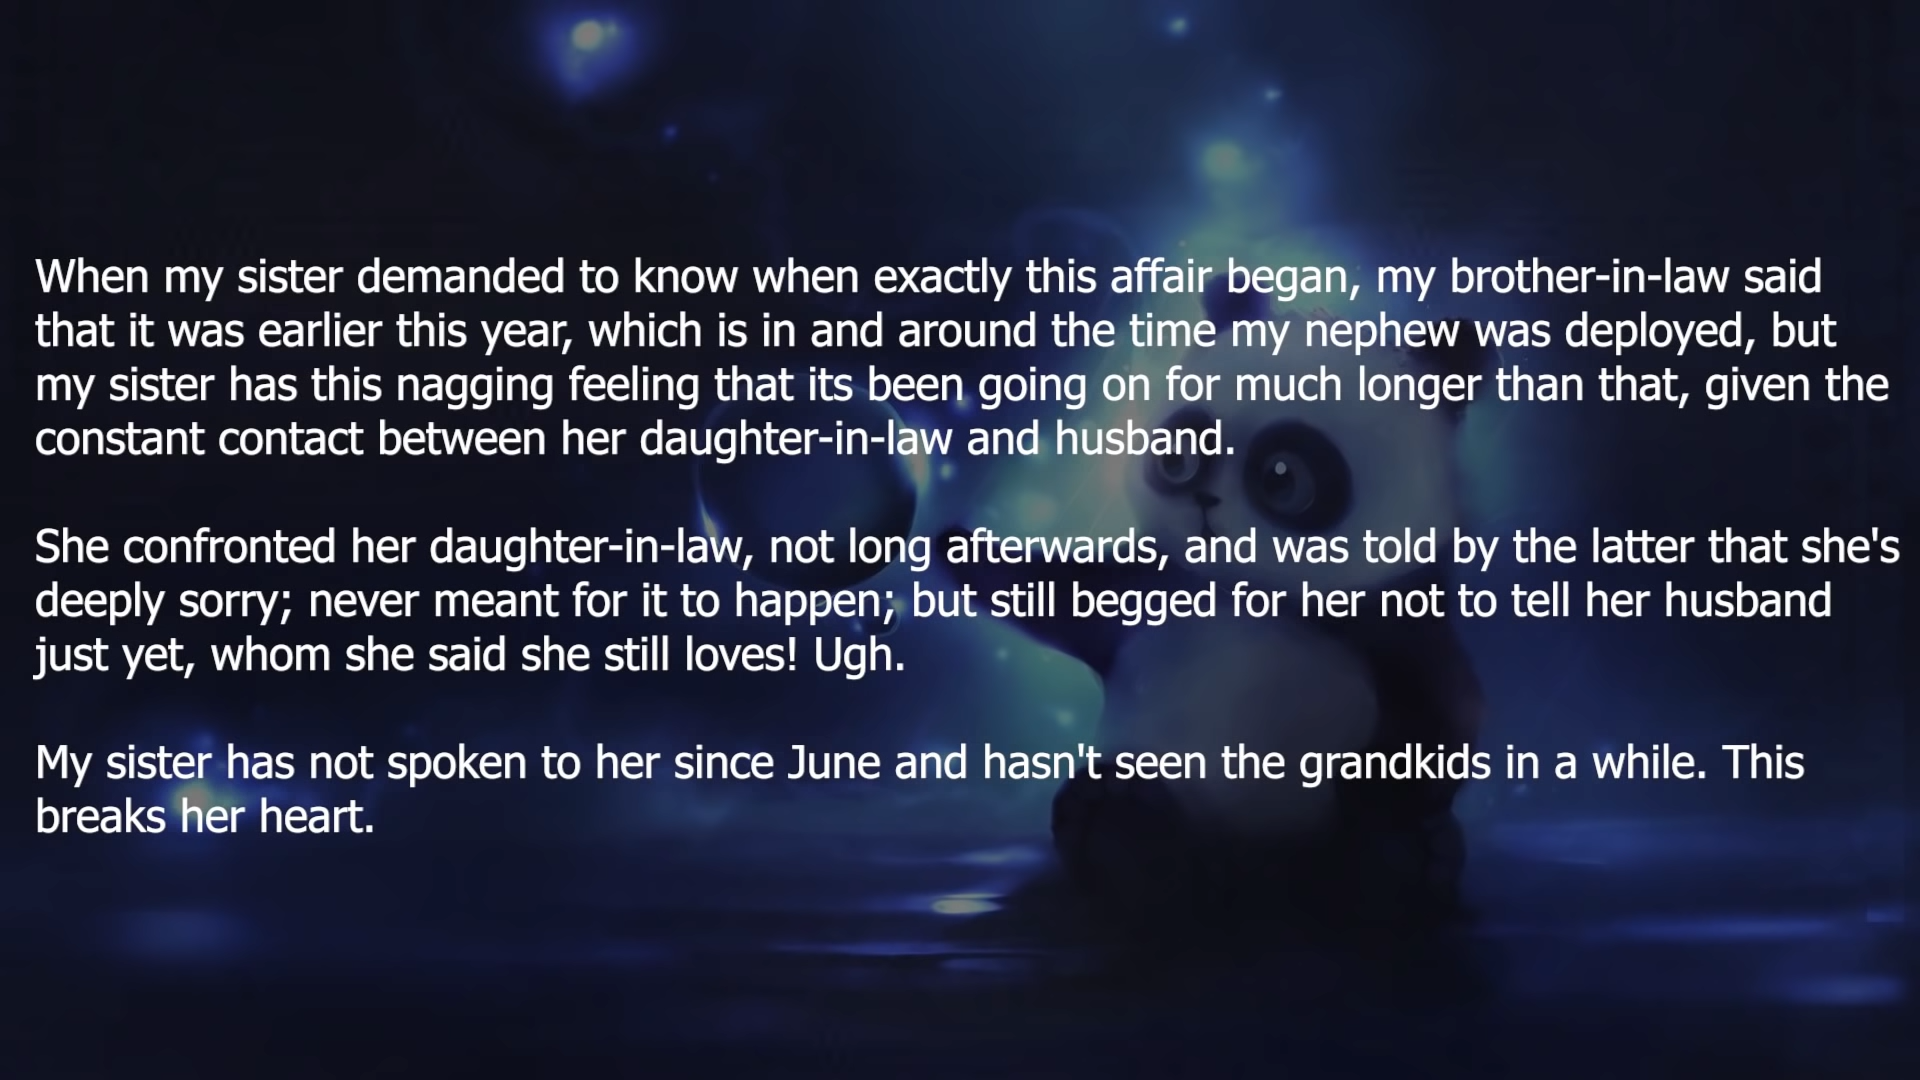 When my sister demanded to know when exactly this affair began, my brother-in-law said
that it was earlier this year, which is in and around the time my nephew was deployed, but
my sister has this nagging feeling that its been going on for much longer than that, given the
constant contact between her daughter-in-law and husband.
She confronted her daughter-in-law, not long afterwards, and was told by the latter that she's
deeply sorry; never meant for it to happen; but still begged for her not to tell her husband
just yet, whom she said she still loves! Ugh.
My sister has not spoken to her since June and hasn't seen the grandkids in a while. This
breaks her heart.